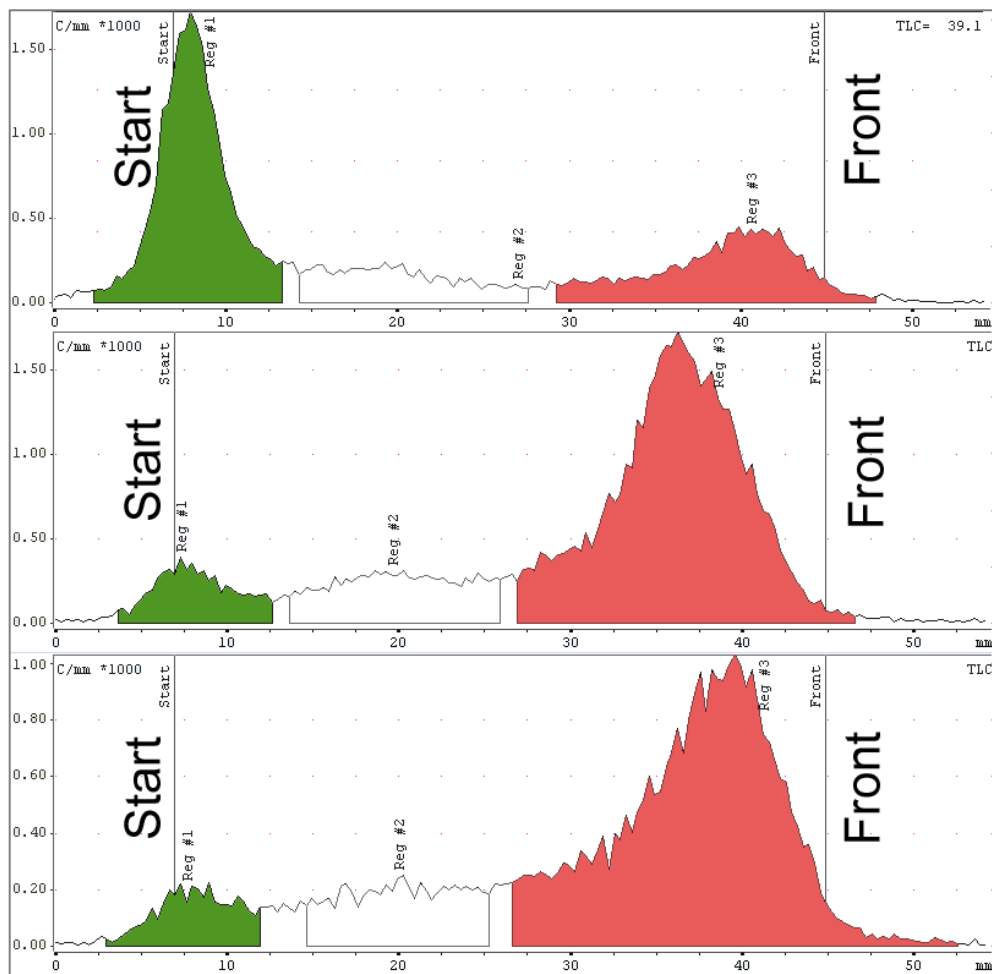 C/mm *1000 Start Reg #1 Front TLC= 39.1
1.50
Start Front
1.00
0.50 Reg #2 Reg #3
0.00
0 10 20 30 40 50 mm
C/mm *1000 Start Reg #3 Front TLC
1.50
Start Front
1.00
0.50 Reg #1 Reg #2
0.00
0 10 20 30 40 50 mm
1.00 C/mm *1000 Start Reg #3 Front TLC
0.80
Start Front
0.60
0.40 Reg #1 Reg #2
0.20
0.00
0 10 20 30 40 50 mm